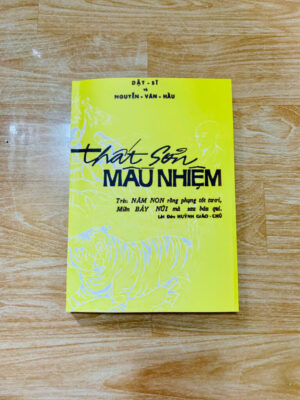 DẬT - SĨ
và
NGUYỄN - VĂN - HẦU
thất Sơn
MẦU NHIỆM
Trên NĂM NON rồng phụng tốt tươi,
Miền BẢY NÚI mà sau báu quí.
Lời Đức HUỲNH GIÁO - CHỦ